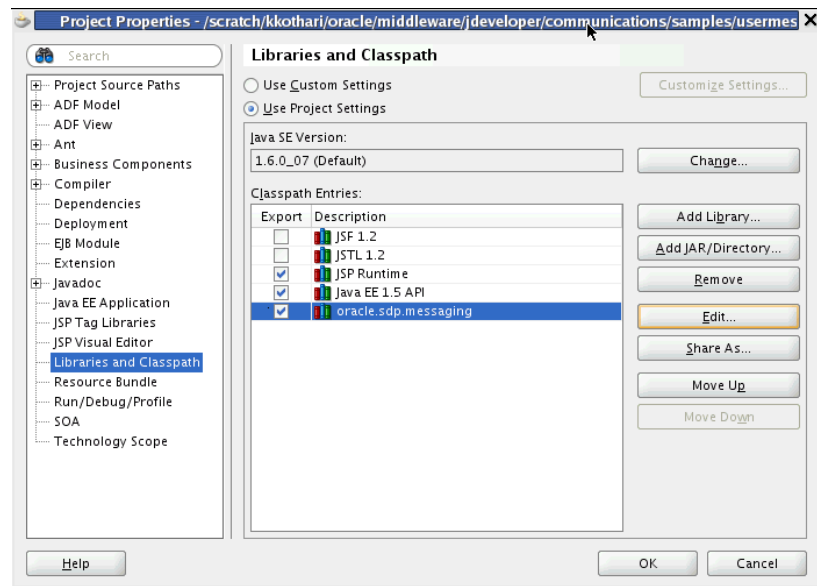 Project Properties - /scratch/kkothari/oracle/middleware/jdeveloper/communications/samples/usermes
Search
Project Source Paths
ADF Model
ADF View
Ant
Business Components
Compiler
Dependencies
Deployment
EJB Module
Extension
Javadoc
Java EE Application
JSP Tag Libraries
JSP Visual Editor
Libraries and Classpath
Resource Bundle
Run/Debug/Profile
SOA
Technology Scope
Libraries and Classpath
Use Custom Settings
Customize Settings...
Use Project Settings
Java SE Version:
1.6.0_07 (Default)
Change...
Classpath Entries:
Export Description
JSF 1.2
JSTL 1.2
JSP Runtime
Java EE 1.5 API
oracle.sdp.messaging
Add Library...
Add JAR/Directory...
Remove
Edit...
Share As...
Move Up
Move Down
Help
OK
Cancel